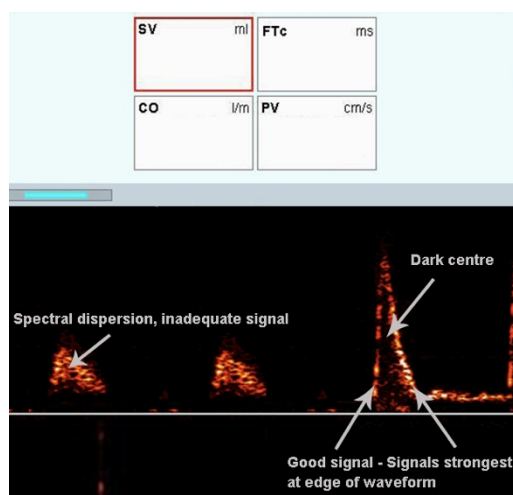 SV ml FTc ms
CO l/m PV cm/s
Dark centre
Spectral dispersion, inadequate signal
Good signal - Signals strongest
at edge of waveform